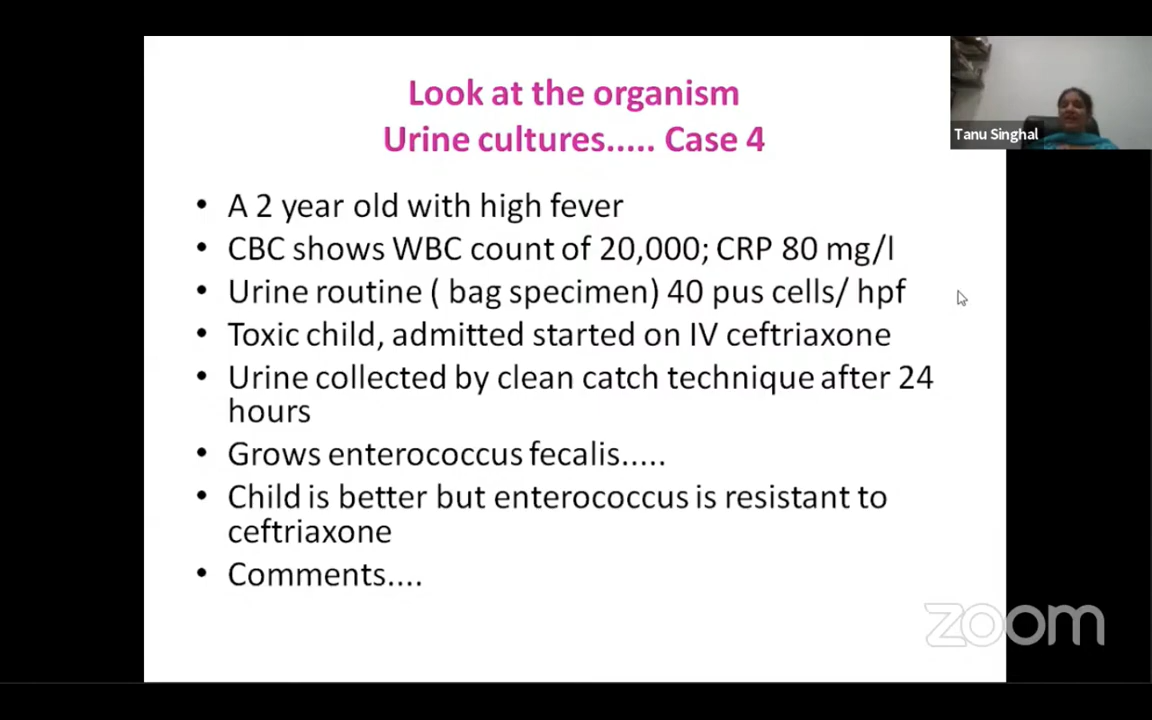 Look at the organism
Urine cultures..... Case 4
Tanu Singhal
• A 2 year old with high fever
• CBC shows WBC count of 20,000; CRP 80 mg/l
• Urine routine ( bag specimen) 40 pus cells/ hpf
• Toxic child, admitted started on IV ceftriaxone
• Urine collected by clean catch technique after 24
hours
• Grows enterococcus fecalis.....
• Child is better but enterococcus is resistant to
ceftriaxone
• Comments....
zoom